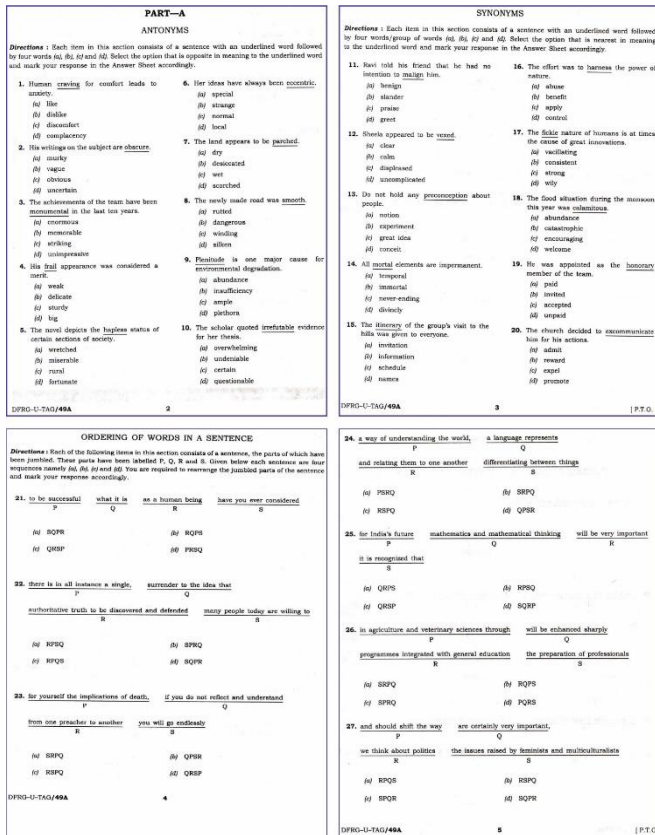 PART—A
ANTONYMS
Directions : Each item in this section consists of a sentence with an underlined word followed
by four words (a), (b), (c) and (d). Select the option that is opposite in meaning to the underlined word
and mark your response in the Answer Sheet accordingly.
1. Human craving for comfort leads to
anxiety.
(a) like
(b) dislike
(c) discomfort
(d) complacency
2. His writings on the subject are obscure.
(a) murky
(b) vague
(c) obvious
(d) uncertain
3. The achievements of the team have been
monumental in the last ten years.
(a) enormous
(b) memorable
(c) striking
(d) unimpressive
4. His frail appearance was considered a
merit.
(a) weak
(b) delicate
(c) sturdy
(d) big
5. The novel depicts the hapless status of
certain sections of society.
(a) wretched
(b) miserable
(c) rural
(d) fortunate
6. Her ideas have always been eccentric.
(a) special
(b) strange
(c) normal
(d) local
7. The land appears to be parched.
(a) dry
(b) desiccated
(c) wet
(d) scorched
8. The newly made road was smooth.
(a) rutted
(b) dangerous
(c) winding
(d) silken
9. Plenitude is one major cause for
environmental degradation.
(a) abundance
(b) insufficiency
(c) ample
(d) plethora
10. The scholar quoted irrefutable evidence
for her thesis.
(a) overwhelming
(b) undeniable
(c) certain
(d) questionable
DFRG-U-TAG/49A
2
SYNONYMS
Directions : Each item in this section consists of a sentence with an underlined word followed
by four words/group of words (a), (b), (c) and (d). Select the option that is nearest in meaning
to the underlined word and mark your response in the Answer Sheet accordingly.
11. Ravi told his friend that he had no
intention to malign him.
(a) benign
(b) slander
(c) praise
(d) greet
12. Sheela appeared to be vexed.
(a) clear
(b) calm
(c) displeased
(d) uncomplicated
13. Do not hold any preconception about
people.
(a) notion
(b) experiment
(c) great idea
(d) conceit
14. All mortal elements are impermanent.
(a) temporal
(b) immortal
(c) never-ending
(d) divinely
15. The itinerary of the group's visit to the
hills was given to everyone.
(a) invitation
(b) information
(c) schedule
(d) names
16. The effort was to harness the power of
nature.
(a) abuse
(b) benefit
(c) apply
(d) control
17. The fickle nature of humans is at times
the cause of great innovations.
(a) vacillating
(b) consistent
(c) strong
(d) wily
18. The flood situation during the monsoon
this year was calamitous.
(a) abundance
(b) catastrophic
(c) encouraging
(d) welcome
19. He was appointed as the honorary
member of the team.
(a) paid
(b) invited
(c) accepted
(d) unpaid
20. The church decided to excommunicate
him for his actions.
(a) admit
(b) reward
(c) expel
(d) promote
DFRG-U-TAG/49A
3
[ P.T.O.
ORDERING OF WORDS IN A SENTENCE
Directions : Each of the following items in this section consists of a sentence, the parts of which have
been jumbled. These parts have been labelled P, Q, R and S. Given below each sentence are four
sequences namely (a), (b), (c) and (d). You are required to rearrange the jumbled parts of the sentence
and mark your response accordingly.
21. to be successful what it is as a human being have you ever considered
P Q R S
(a) SQPR (b) RQPS
(c) QRSP (d) PRSQ
22. there is in all instance a single, surrender to the idea that
P Q
authoritative truth to be discovered and defended many people today are willing to
R S
(a) RPSQ (b) SPRQ
(c) RPQS (d) SQPR
23. for yourself the implications of death, if you do not reflect and understand
P Q
from one preacher to another you will go endlessly
R S
(a) SRPQ (b) QPSR
(c) RSPQ (d) QRSP
DFRG-U-TAG/49A
4
24. a way of understanding the world, a language represents
P Q
and relating them to one another differentiating between things
R S
(a) PSRQ (b) SRPQ
(c) RSPQ (d) QPSR
25. for India's future mathematics and mathematical thinking will be very important
P Q R
it is recognized that
S
(a) QRPS (b) RPSQ
(c) QRSP (d) SQRP
26. in agriculture and veterinary sciences through will be enhanced sharply
P Q
programmes integrated with general education the preparation of professionals
R S
(a) SRPQ (b) RQPS
(c) SPRQ (d) PQRS
27. and should shift the way are certainly very important,
P Q
we think about politics the issues raised by feminists and multiculturalists
R S
(a) RPQS (b) RSPQ
(c) SPQR (d) SQPR
DFRG-U-TAG/49A
5
[ P.T.O.